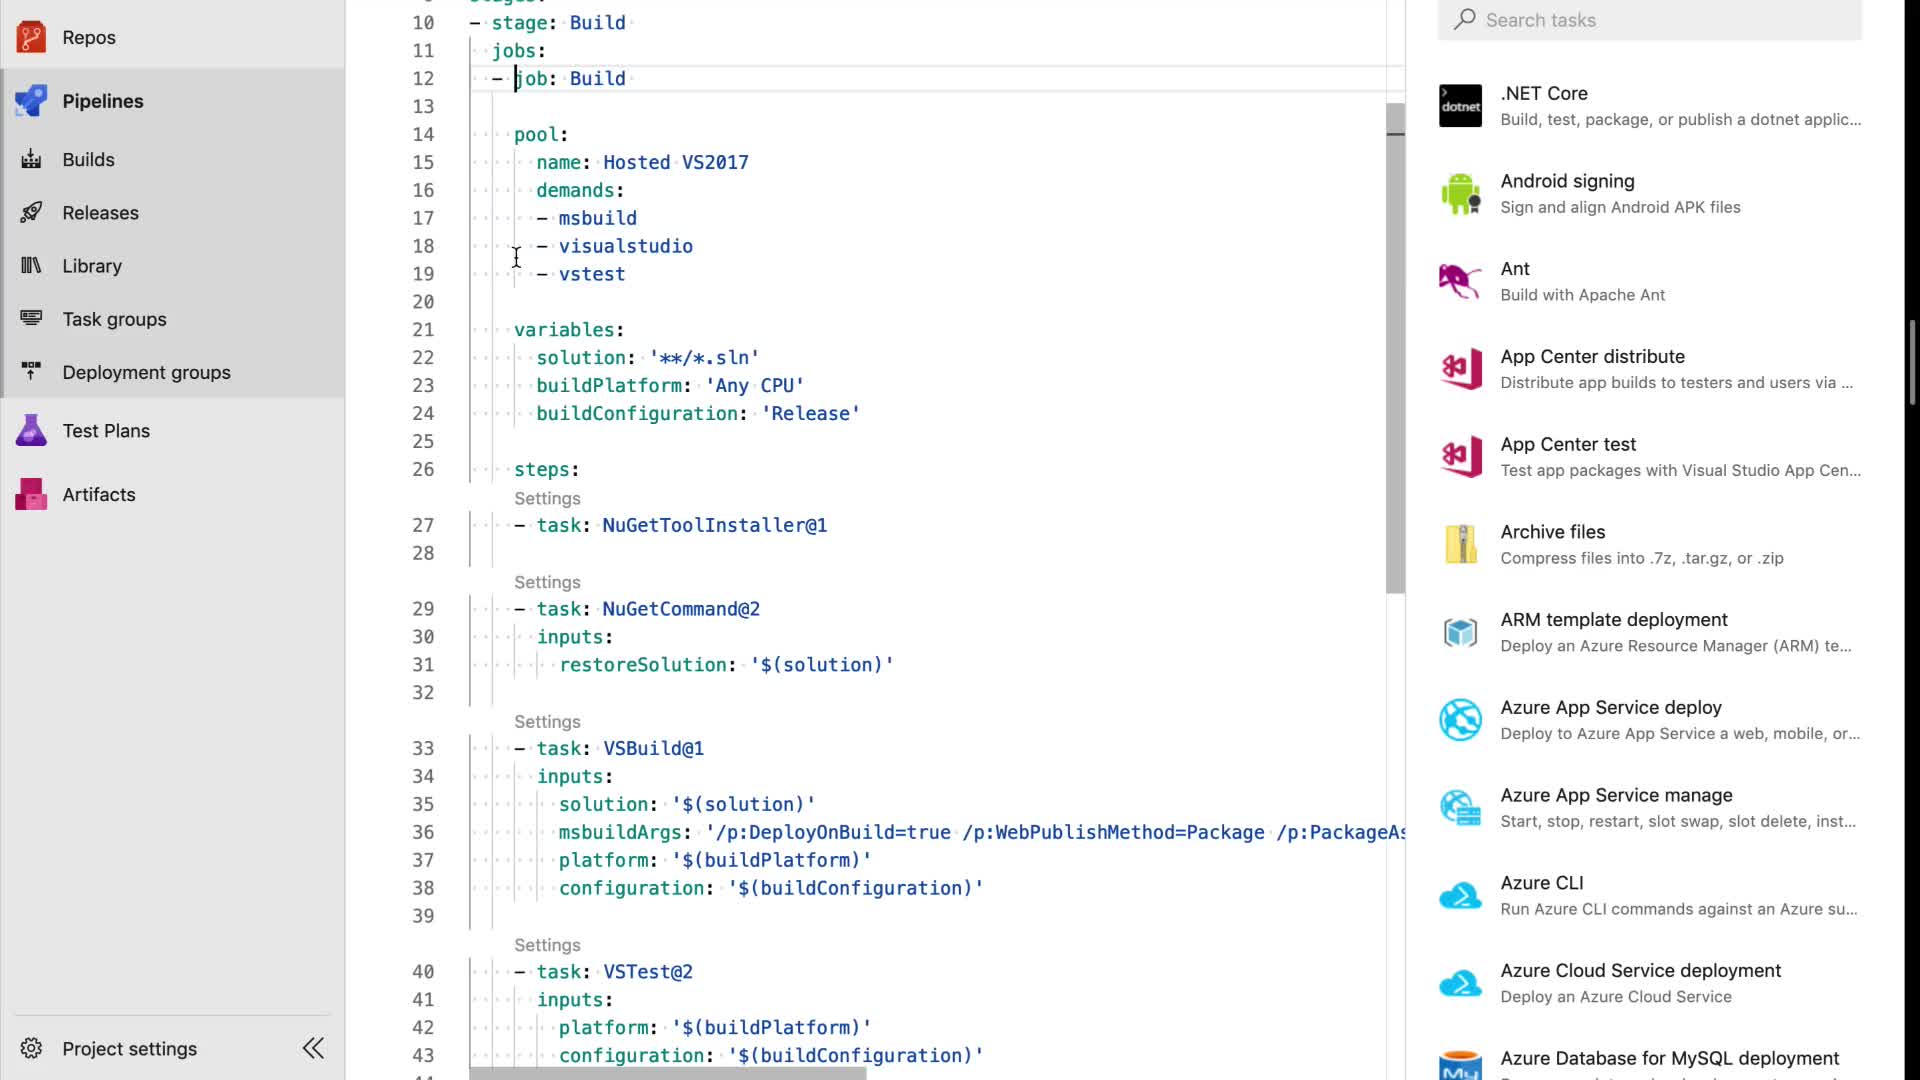 Repos
Pipelines
Builds
Releases
Library
Task groups
Deployment groups
Test Plans
Artifacts
Project settings
10 - stage: Build
11 jobs:
12 - job: Build
13
14 pool:
15 name: Hosted VS2017
16 demands:
17 - msbuild
18 - visualstudio
19 - vstest
20
21 variables:
22 solution: '**/*.sln'
23 buildPlatform: 'Any CPU'
24 buildConfiguration: 'Release'
25
26 steps:
Settings
27 - task: NuGetToolInstaller@1
28
Settings
29 - task: NuGetCommand@2
30 inputs:
31 restoreSolution: '$(solution)'
32
Settings
33 - task: VSBuild@1
34 inputs:
35 solution: '$(solution)'
36 msbuildArgs: '/p:DeployOnBuild=true /p:WebPublishMethod=Package /p:PackageAs
37 platform: '$(buildPlatform)'
38 configuration: '$(buildConfiguration)'
39
Settings
40 - task: VSTest@2
41 inputs:
42 platform: '$(buildPlatform)'
43 configuration: '$(buildConfiguration)'
Search tasks
dotnet
.NET Core
Build, test, package, or publish a dotnet applic...
Android signing
Sign and align Android APK files
Ant
Build with Apache Ant
App Center distribute
Distribute app builds to testers and users via ...
App Center test
Test app packages with Visual Studio App Cen...
Archive files
Compress files into .7z, .tar.gz, or .zip
ARM template deployment
Deploy an Azure Resource Manager (ARM) te...
Azure App Service deploy
Deploy to Azure App Service a web, mobile, or...
Azure App Service manage
Start, stop, restart, slot swap, slot delete, inst...
Azure CLI
Run Azure CLI commands against an Azure su...
Azure Cloud Service deployment
Deploy an Azure Cloud Service
My
Azure Database for MySQL deployment